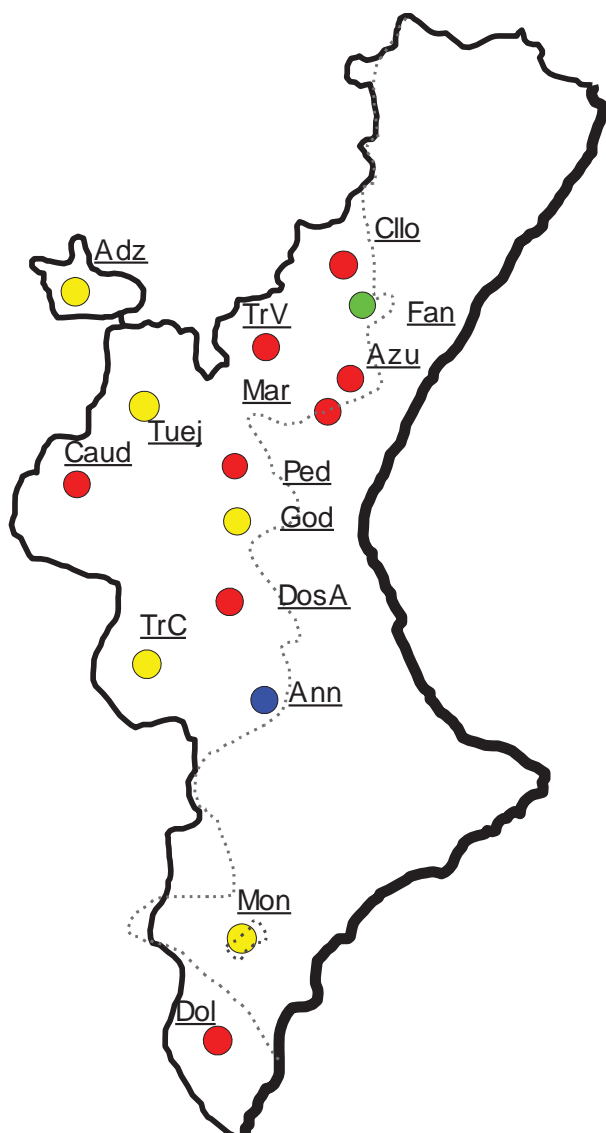 Cllo
Adz
Fan
TrV
Azu
Mar
Tuej
Caud
Ped
God
DosA
TrC
Ann
Mon
Dol